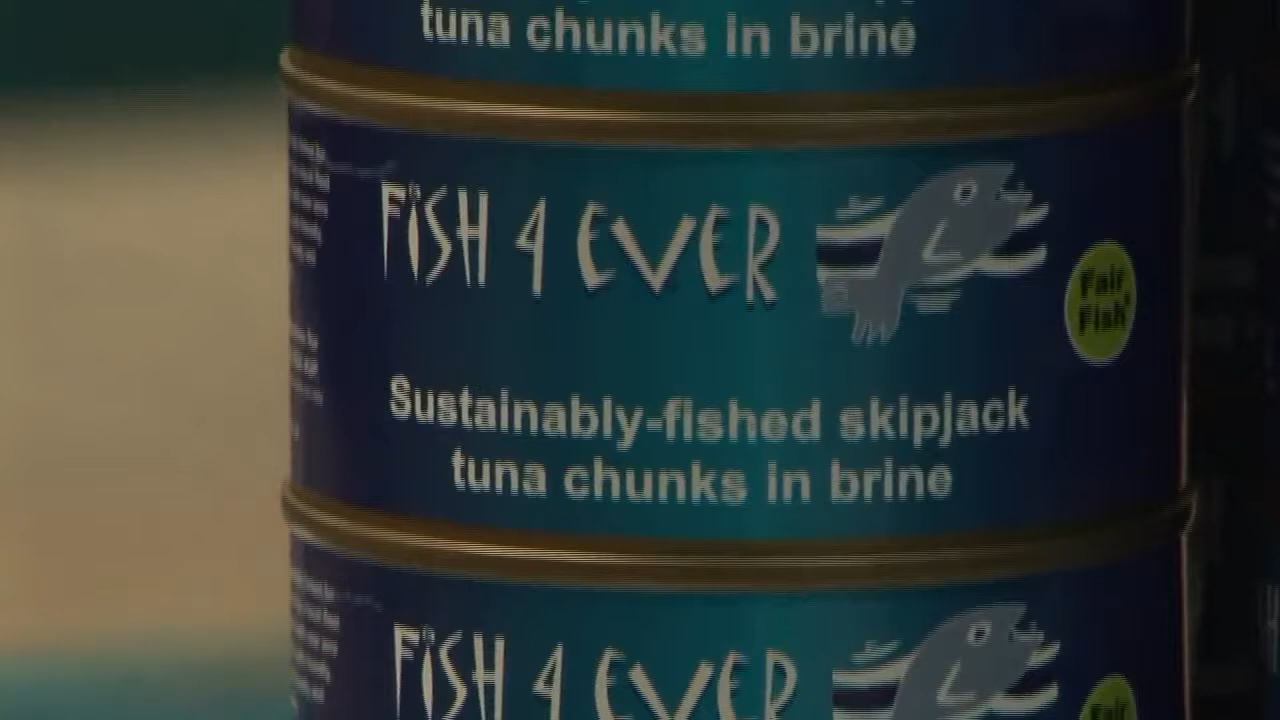 tuna chunks in brine
FiSH 4 EVER
Fair
Fish
Sustainably-fished skipjack
tuna chunks in brine
FiSH 4 EVER
Fair